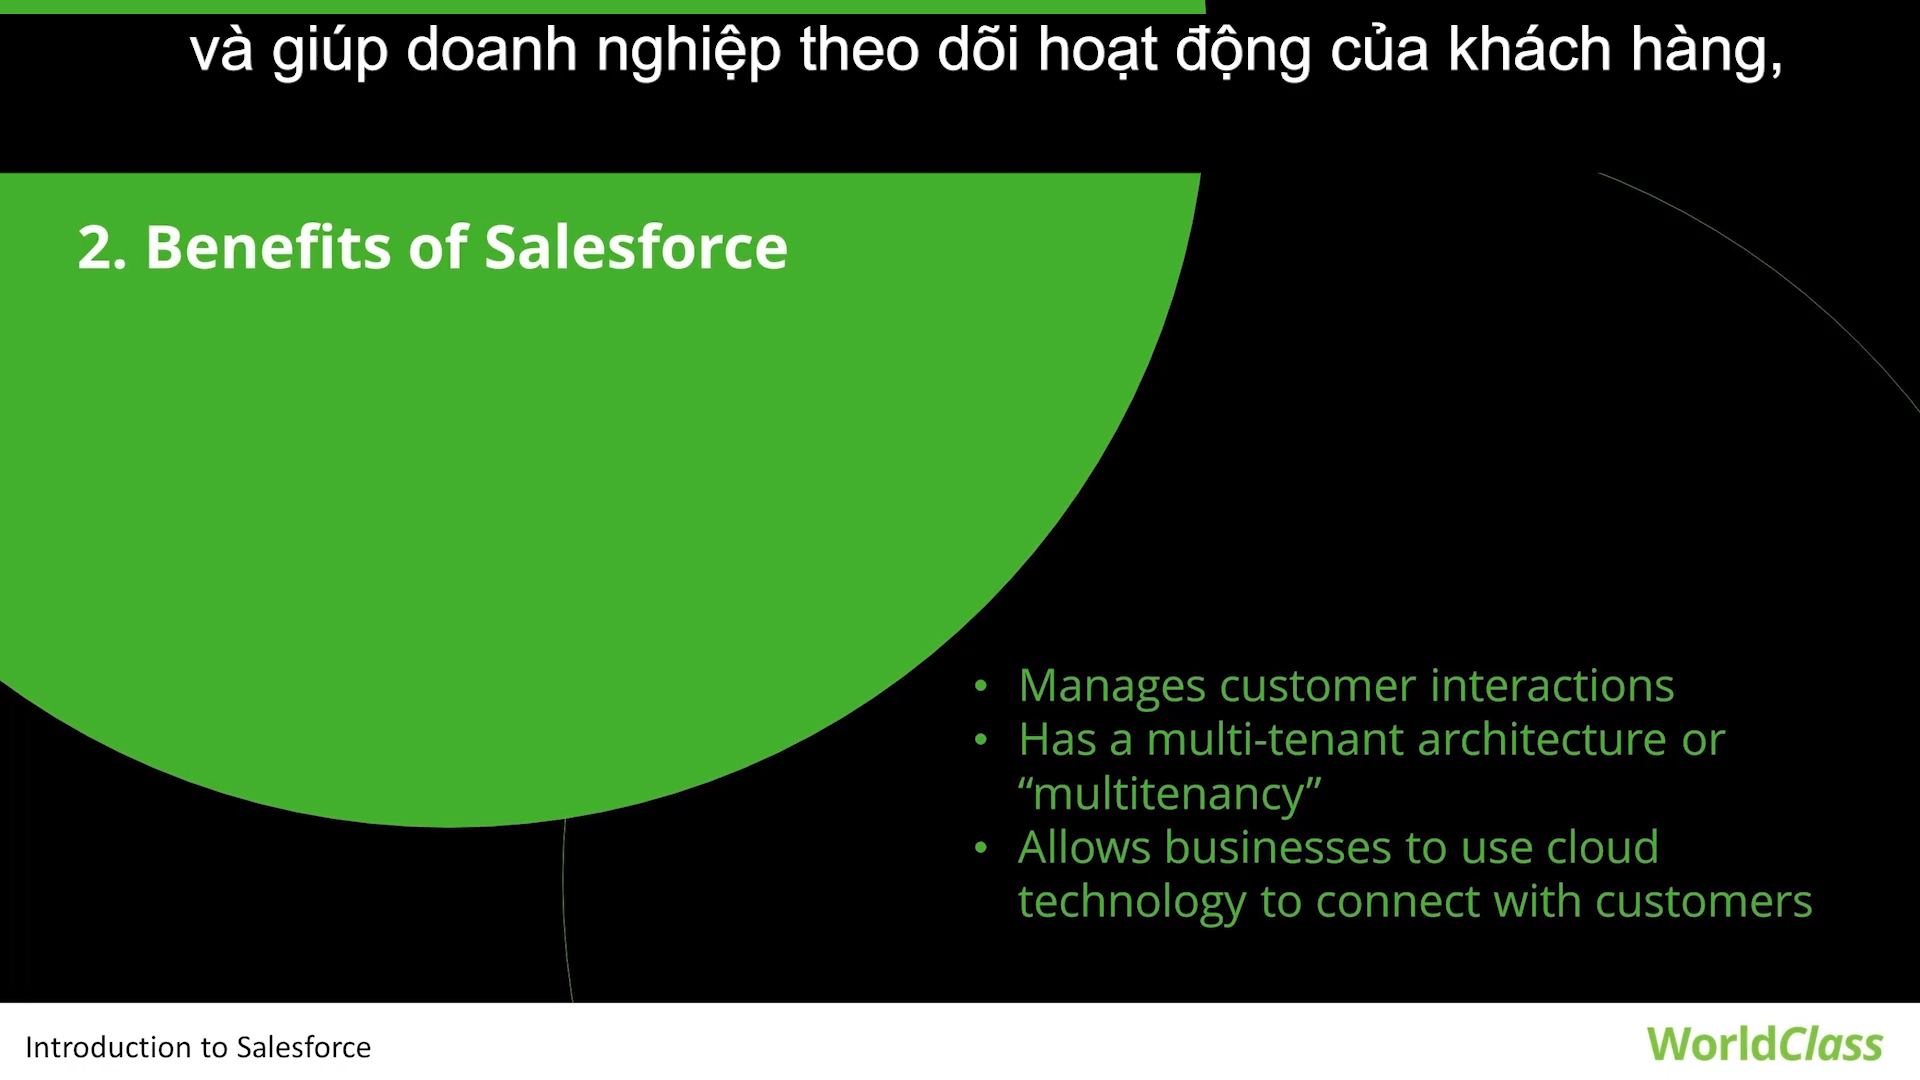 và giúp doanh nghiệp theo dõi hoạt động của khách hàng,
2. Benefits of Salesforce
• Manages customer interactions
• Has a multi-tenant architecture or
“multitenancy”
• Allows businesses to use cloud
technology to connect with customers
Introduction to Salesforce
WorldClass